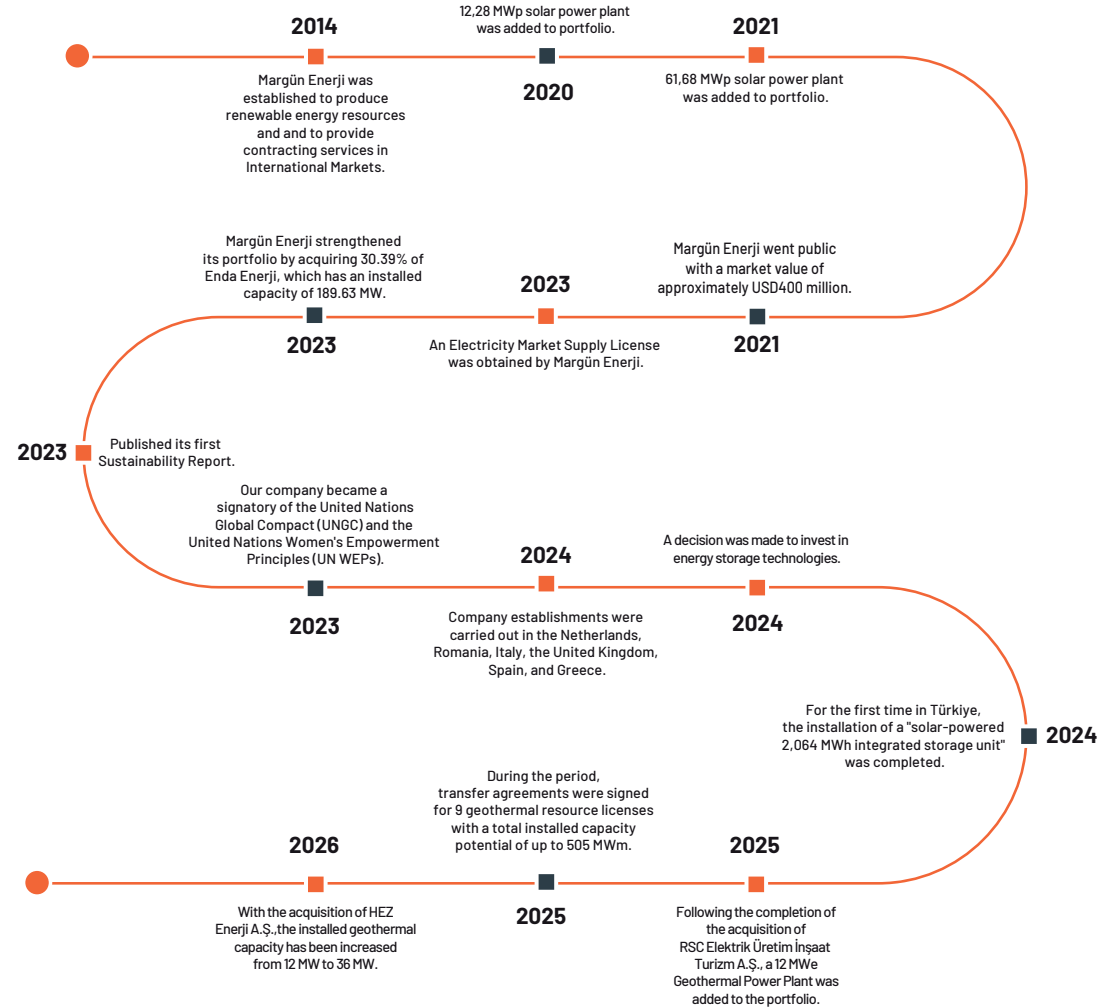 2014
Margün Enerji was
established to produce
renewable energy resources
and and to provide
contracting services in
International Markets.
12,28 MWp solar power plant
was added to portfolio.
2020
2021
61,68 MWp solar power plant
was added to portfolio.
Margün Enerji went public
with a market value of
approximately USD400 million.
2021
2023
An Electricity Market Supply License
was obtained by Margün Enerji.
Margün Enerji strengthened
its portfolio by acquiring 30.39% of
Enda Enerji, which has an installed
capacity of 189.63 MW.
2023
2023
Published its first
Sustainability Report.
Our company became a
signatory of the United Nations
Global Compact (UNGC) and the
United Nations Women's Empowerment
Principles (UN WEPs).
2023
2024
Company establishments were
carried out in the Netherlands,
Romania, Italy, the United Kingdom,
Spain, and Greece.
A decision was made to invest in
energy storage technologies.
2024
For the first time in Türkiye,
the installation of a "solar-powered
2,064 MWh integrated storage unit"
was completed.
2024
2025
Following the completion of
the acquisition of
RSC Elektrik Üretim İnşaat
Turizm A.Ş., a 12 MWe
Geothermal Power Plant was
added to the portfolio.
During the period,
transfer agreements were signed
for 9 geothermal resource licenses
with a total installed capacity
potential of up to 505 MWm.
2025
2026
With the acquisition of HEZ
Enerji A.Ş.,the installed geothermal
capacity has been increased
from 12 MW to 36 MW.